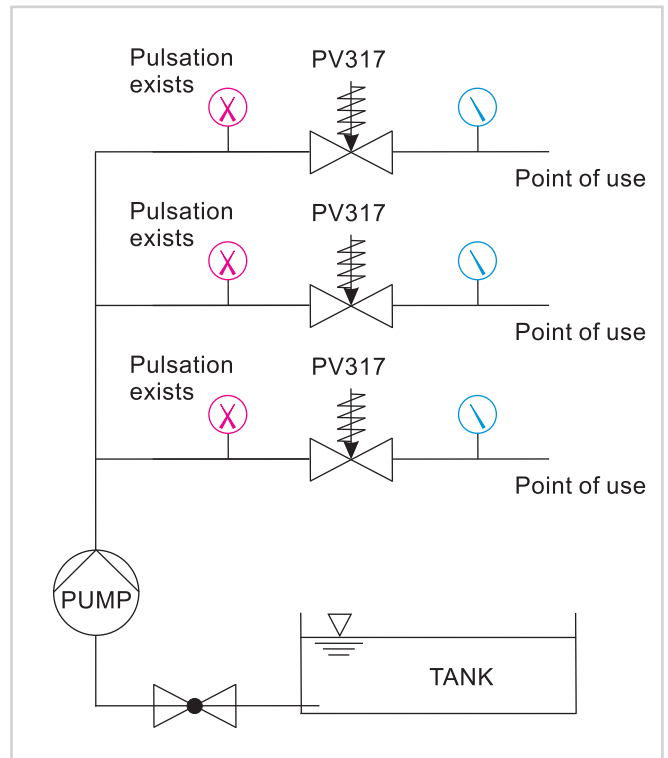 Pulsation
exists
PV317
Point of use
Pulsation
exists
PV317
Point of use
Pulsation
exists
PV317
Point of use
PUMP
TANK